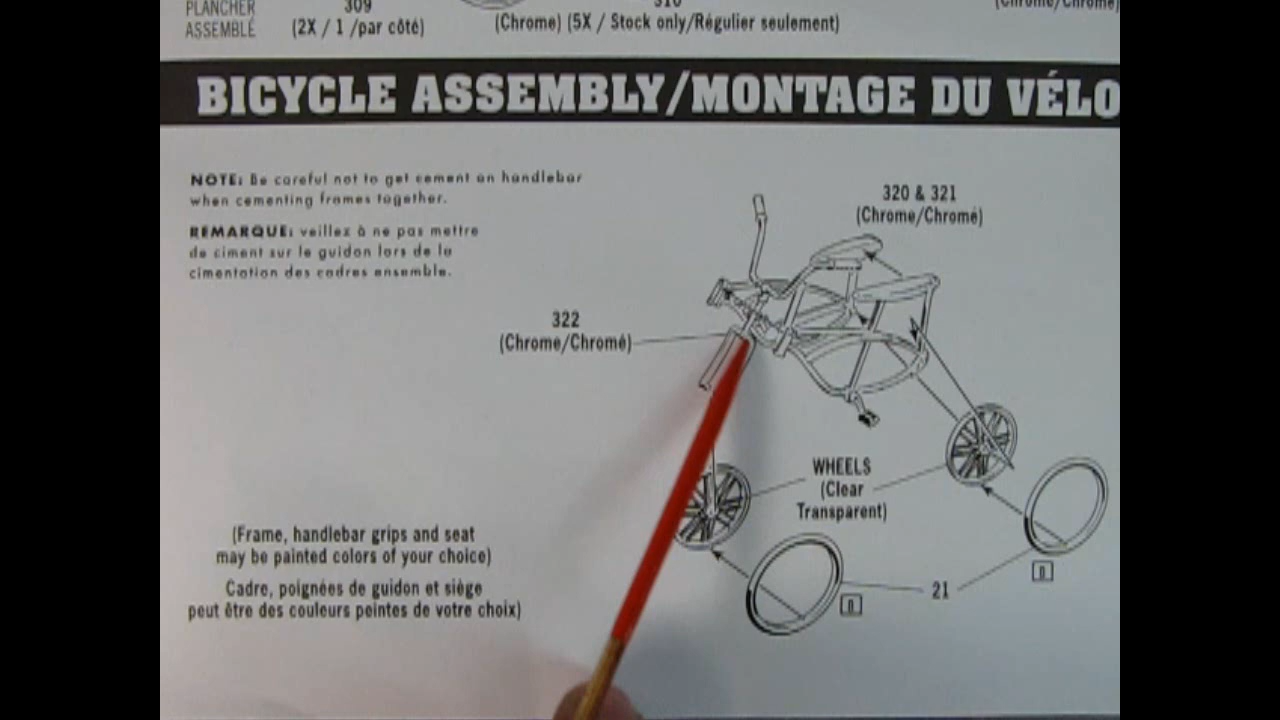 PLANCHER
ASSEMBLÉ
309
(2X / 1 /par côté)
310
(Chrome) (5X / Stock only/Régulier seulement)
(Chrome/Chromé)
BICYCLE ASSEMBLY/MONTAGE DU VÉLO
NOTE: Be careful not to get cement on handlebar
when cementing frames together.
REMARQUE: veillez à ne pas mettre
de ciment sur le guidon lors de la
cimentation des cadres ensemble.
320 & 321
(Chrome/Chromé)
322
(Chrome/Chromé)
WHEELS
(Clear
Transparent)
(Frame, handlebar grips and seat
may be painted colors of your choice)
Cadre, poignées de guidon et siège
peut être des couleurs peintes de votre choix)
21